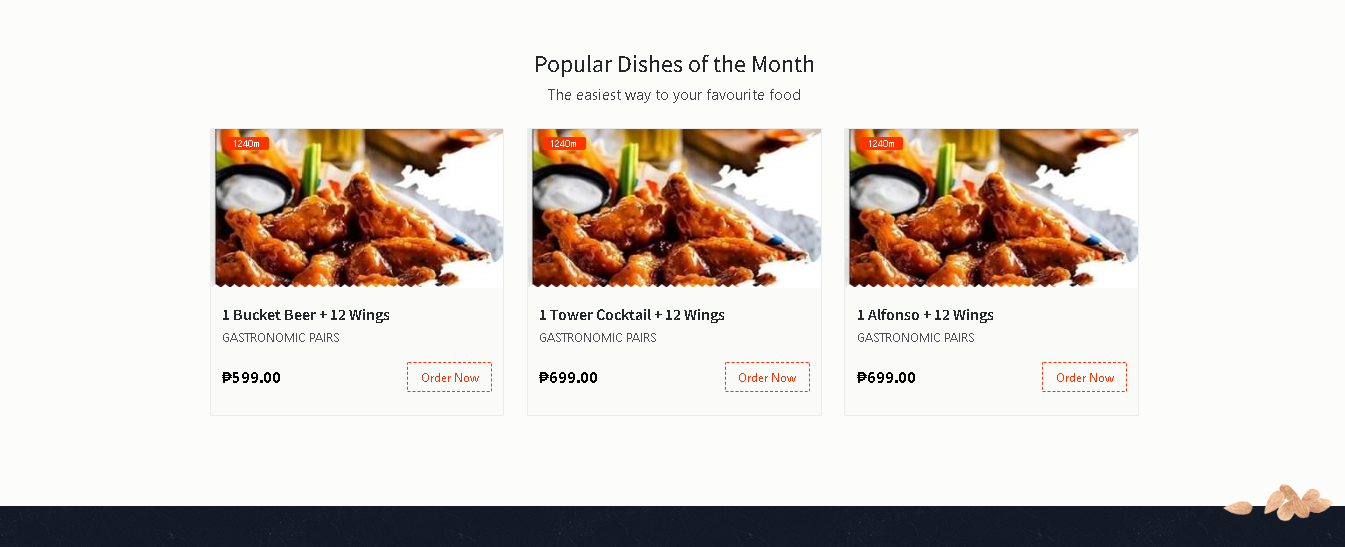 Popular Dishes of the Month
The easiest way to your favourite food
1240m
1 Bucket Beer + 12 Wings
GASTRONOMIC PAIRS
₱599.00
Order Now
1240m
1 Tower Cocktail + 12 Wings
GASTRONOMIC PAIRS
₱699.00
Order Now
1240m
1 Alfonso + 12 Wings
GASTRONOMIC PAIRS
₱699.00
Order Now